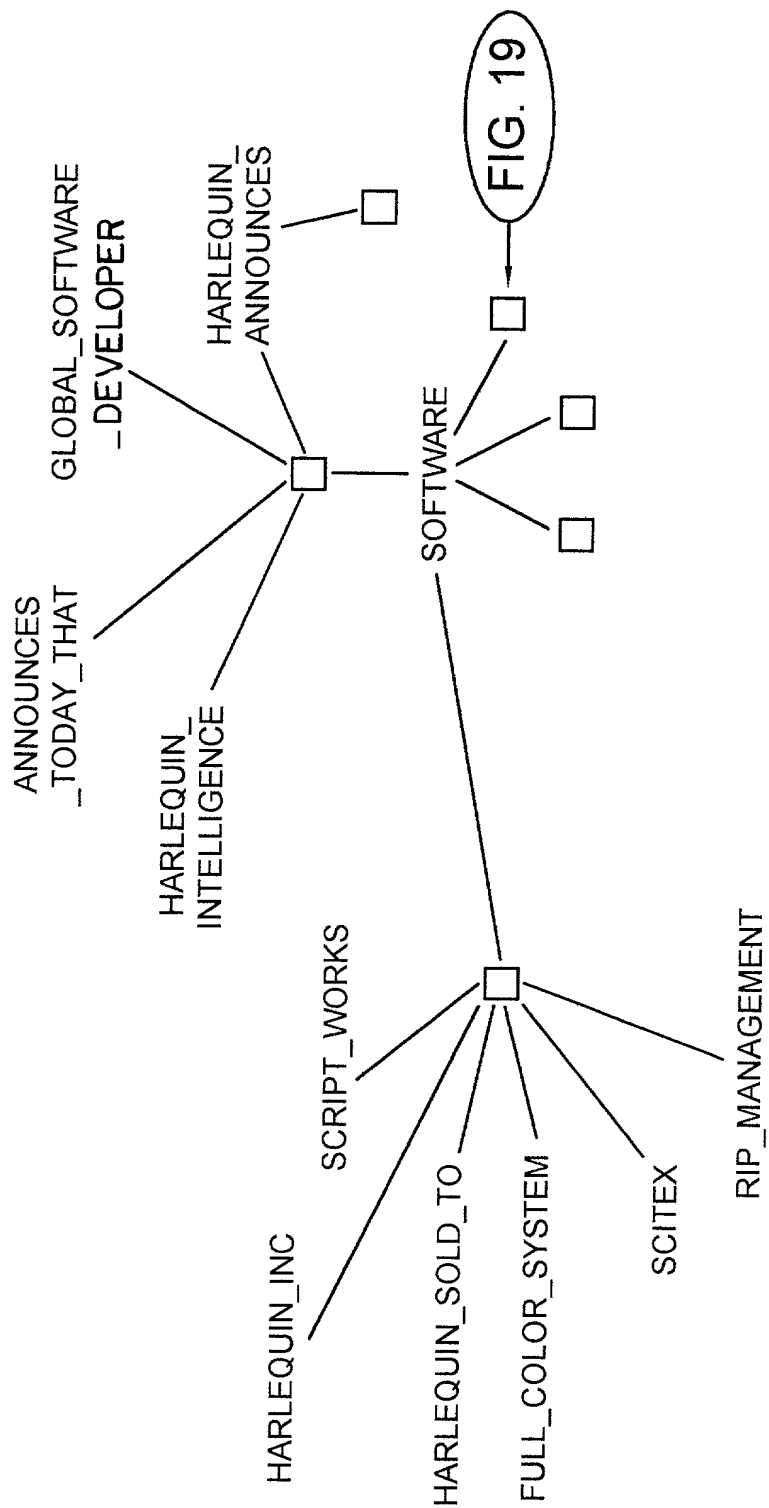 HARLEQUIN_INC
SCRIPT_WORKS
HARLEQUIN_SOLD_TO
FULL_COLOR_SYSTEM
SCITEX
RIP_MANAGEMENT
ANNOUNCES
_TODAY_THAT
HARLEQUIN_
INTELLIGENCE
GLOBAL_SOFTWARE
_DEVELOPER
HARLEQUIN_
ANNOUNCES
SOFTWARE
FIG. 19